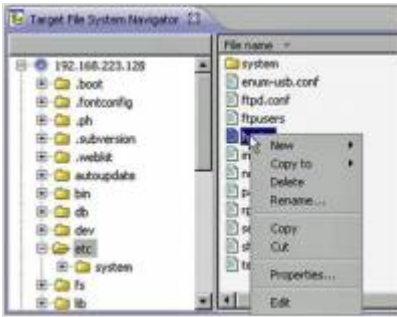 Target File System Navigator
192.168.223.128
.boot
.fontconfig
.ph
.subversion
.webkit
autoupdate
bin
db
dev
etc
system
fs
lib
File name
system
enum-usb.conf
ftpd.conf
ftpusers
New
Copy to
Delete
Rename...
Copy
Cut
Properties...
Edit